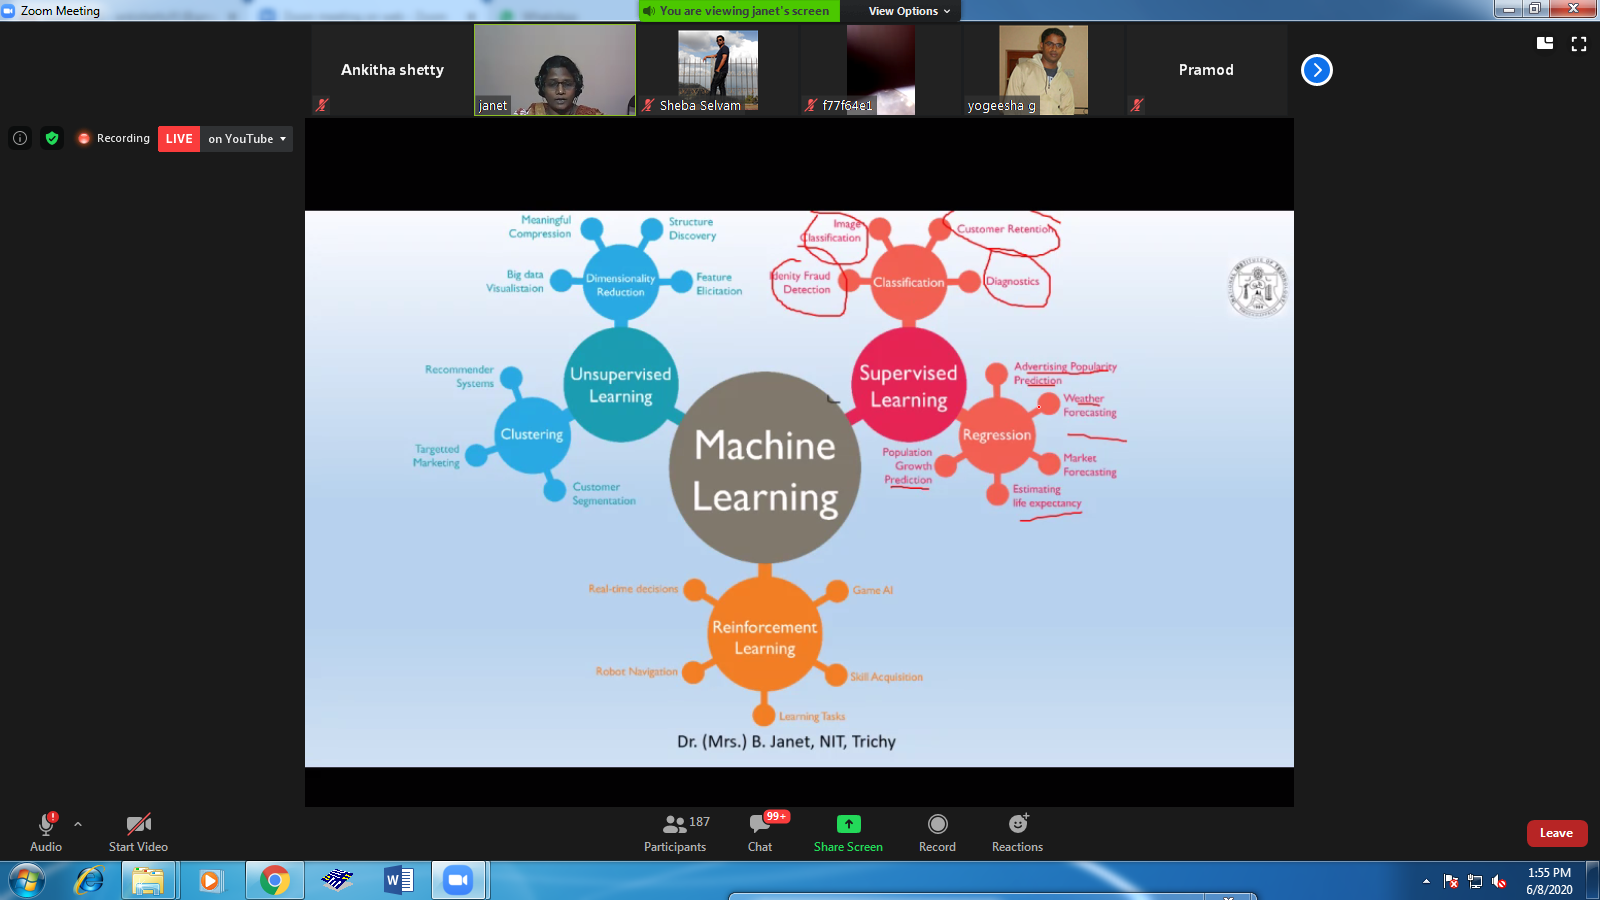 Zoom Meeting
You are viewing janet's screen
View Options
Ankitha shetty
janet
Sheba Selvam
f77f64e1
yogeesha g
Pramod
Recording
LIVE
on YouTube
Meaningful
Compression
Structure
Discovery
Big data
Visualistaion
Dimensionality
Reduction
Feature
Elicitation
Image
Classification
Customer Retention
Idenity Fraud
Detection
Classification
Diagnostics
Recommender
Systems
Unsupervised
Learning
Clustering
Targetted
Marketing
Customer
Segmentation
Machine
Learning
Supervised
Learning
Advertising Popularity
Prediction
Weather
Forecasting
Regression
Population
Growth
Prediction
Market
Forecasting
Estimating
life expectancy
Real-time decisions
Game AI
Reinforcement
Learning
Robot Navigation
Skill Acquisition
Learning Tasks
Dr. (Mrs.) B. Janet, NIT, Trichy
Audio
Start Video
187
Participants
99+
Chat
Share Screen
Record
Reactions
Leave
1:55 PM
6/8/2020